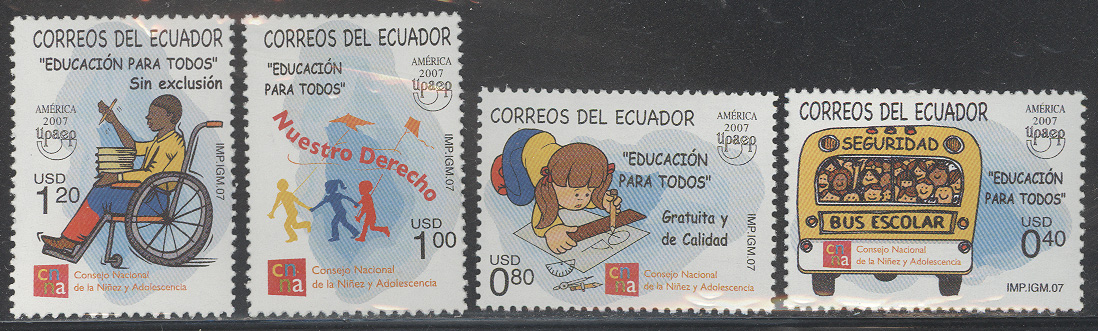 CORREOS DEL ECUADOR
"EDUCACIÓN PARA TODOS"
Sin exclusión
AMÉRICA
2007
Upaep
USD
1.20
IMP.IGM.07
cnna
Consejo Nacional
de la Niñez y Adolescencia
CORREOS DEL ECUADOR
"EDUCACIÓN
PARA TODOS"
AMÉRICA
2007
Upaep
Nuestro Derecho
IMP.IGM.07
USD
1.00
cnna
Consejo Nacional
de la Niñez y Adolescencia
CORREOS DEL ECUADOR
AMÉRICA
2007
Upaep
"EDUCACIÓN
PARA TODOS"
Gratuita y
de Calidad
IMP.IGM.07
USD
0.80
cnna
Consejo Nacional
de la Niñez y Adolescencia
CORREOS DEL ECUADOR
AMÉRICA
2007
Upaep
SEGURIDAD
"EDUCACIÓN
PARA TODOS"
BUS ESCOLAR
USD
0.40
cnna
Consejo Nacional
de la Niñez y Adolescencia
IMP.IGM.07